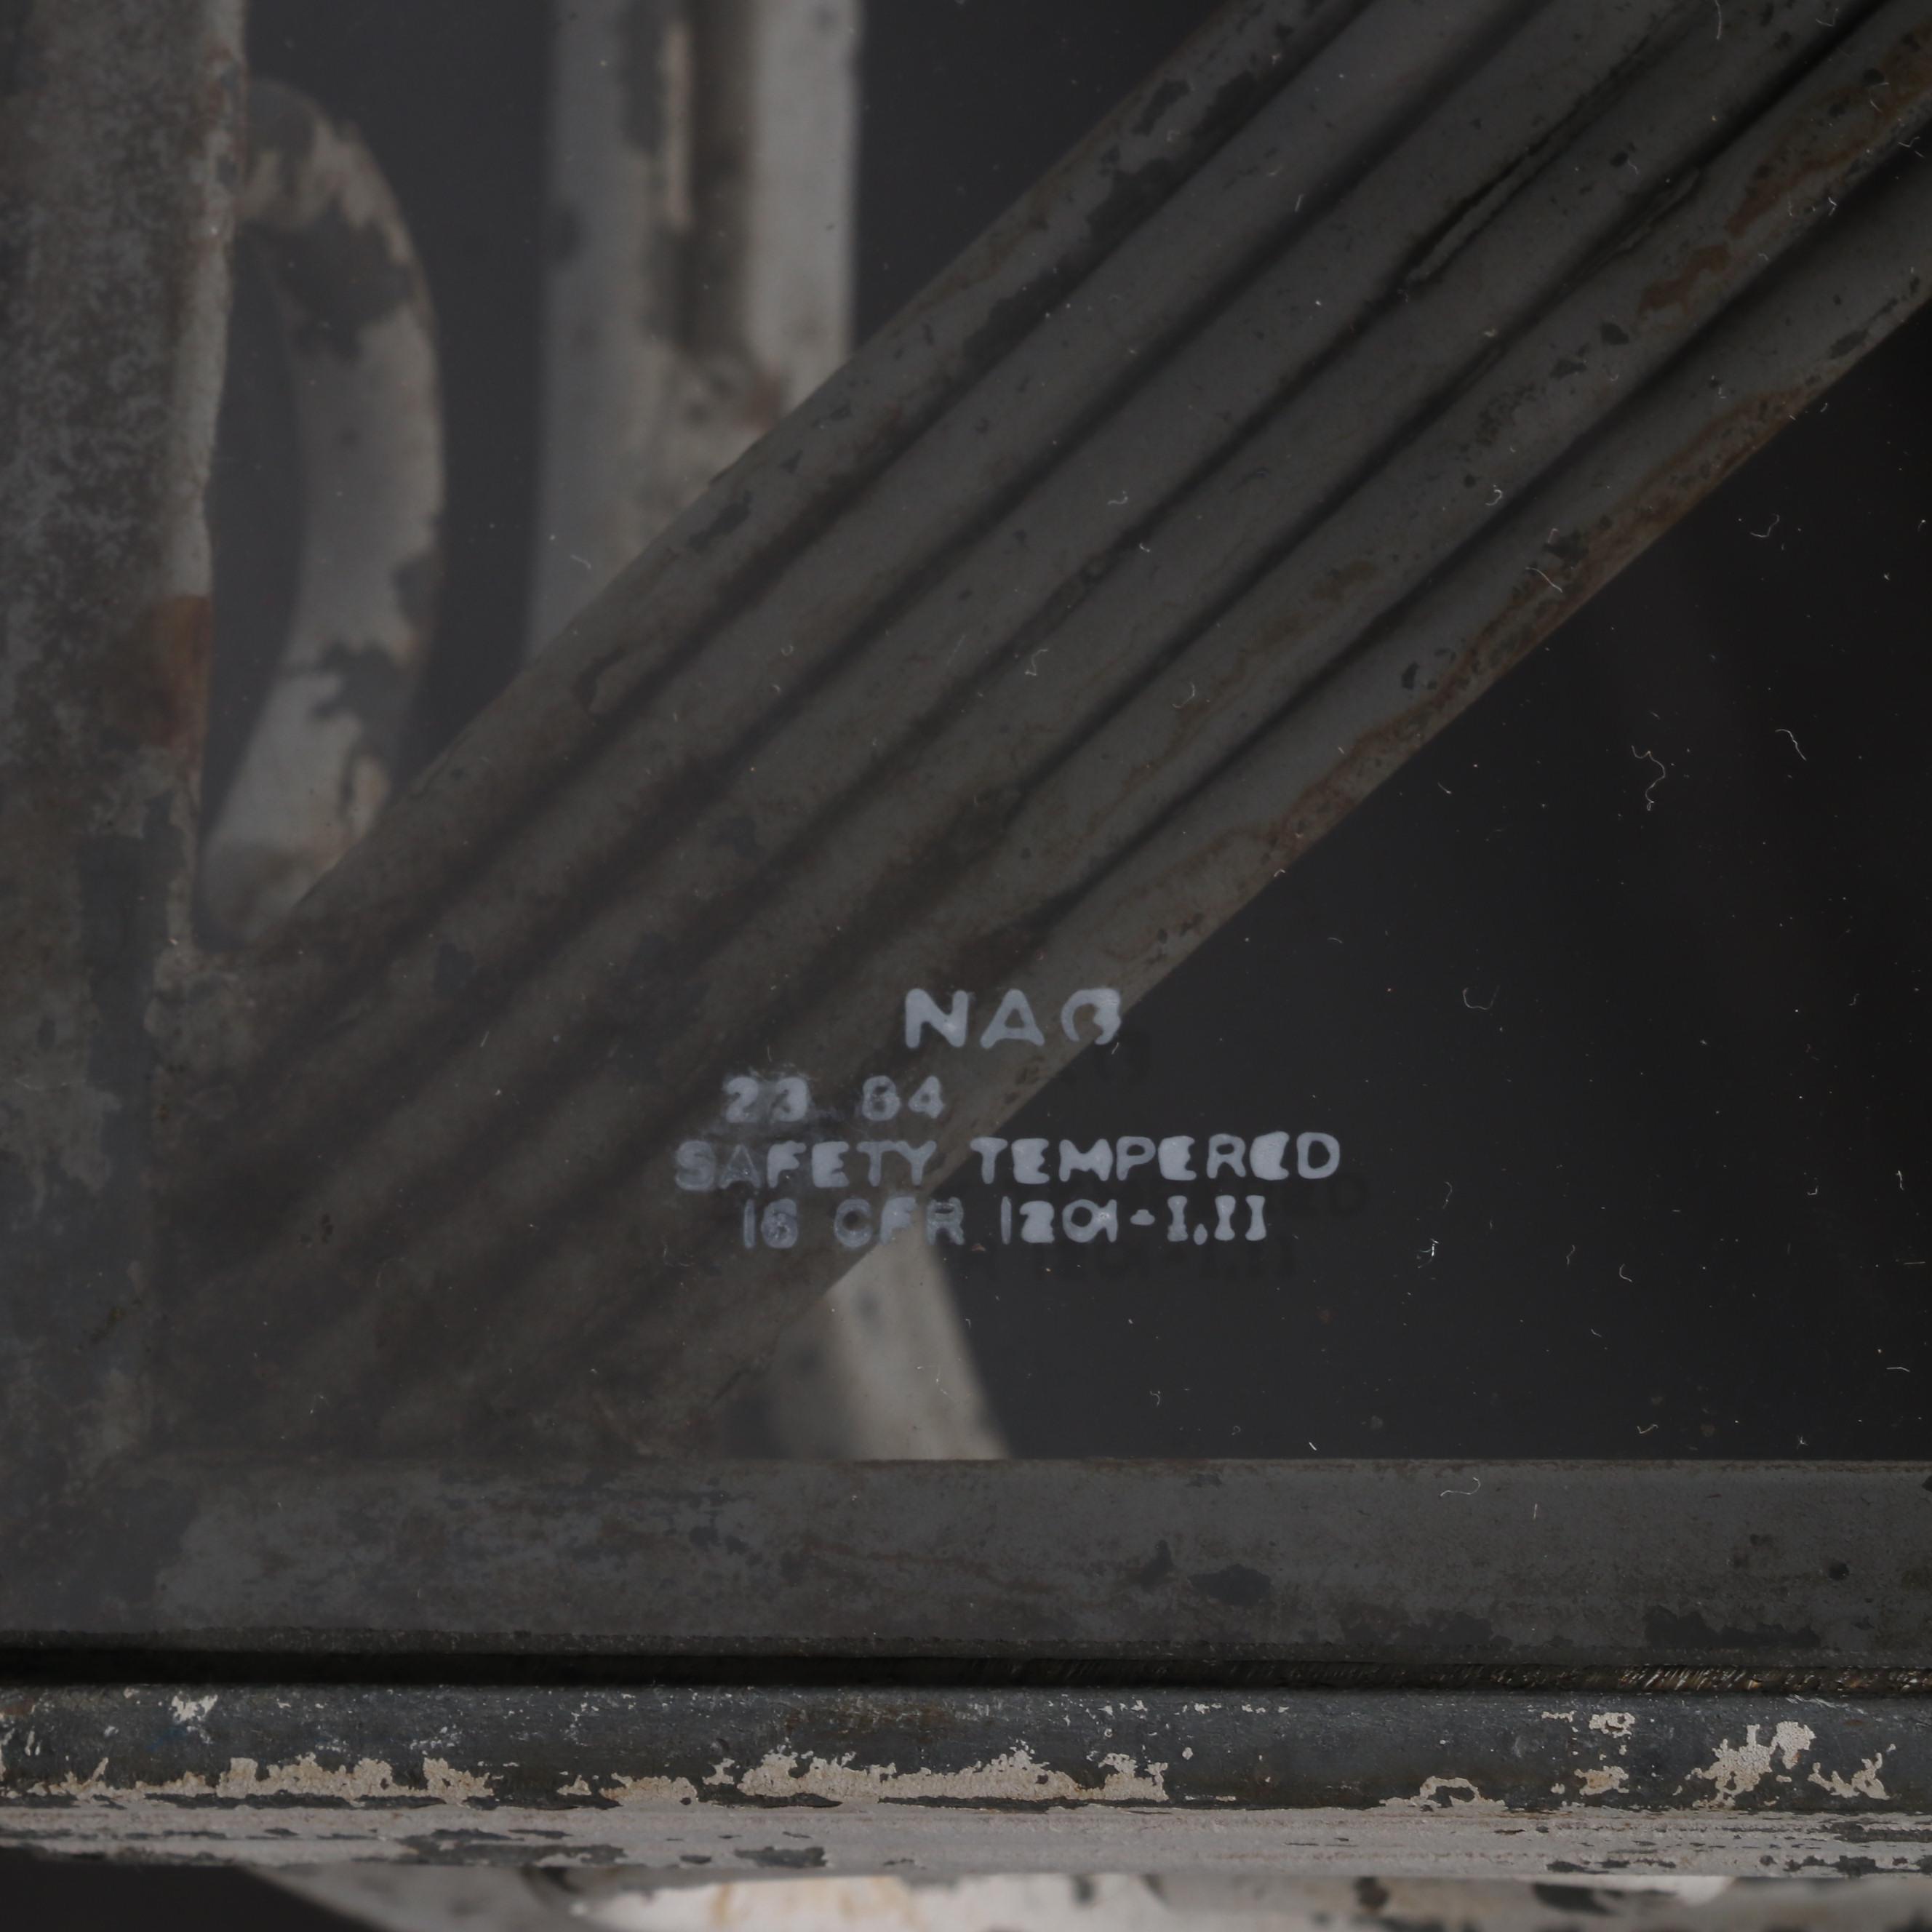 NAG
23 84
SAFETY TEMPERED
16 CFR 1201-I,II